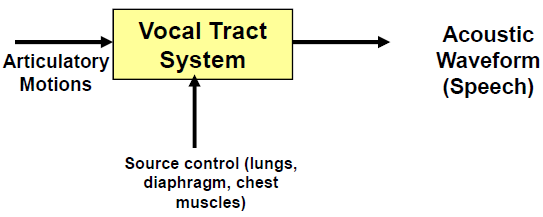 Vocal Tract
System
Articulatory
Motions
Acoustic
Waveform
(Speech)
Source control (lungs,
diaphragm, chest
muscles)